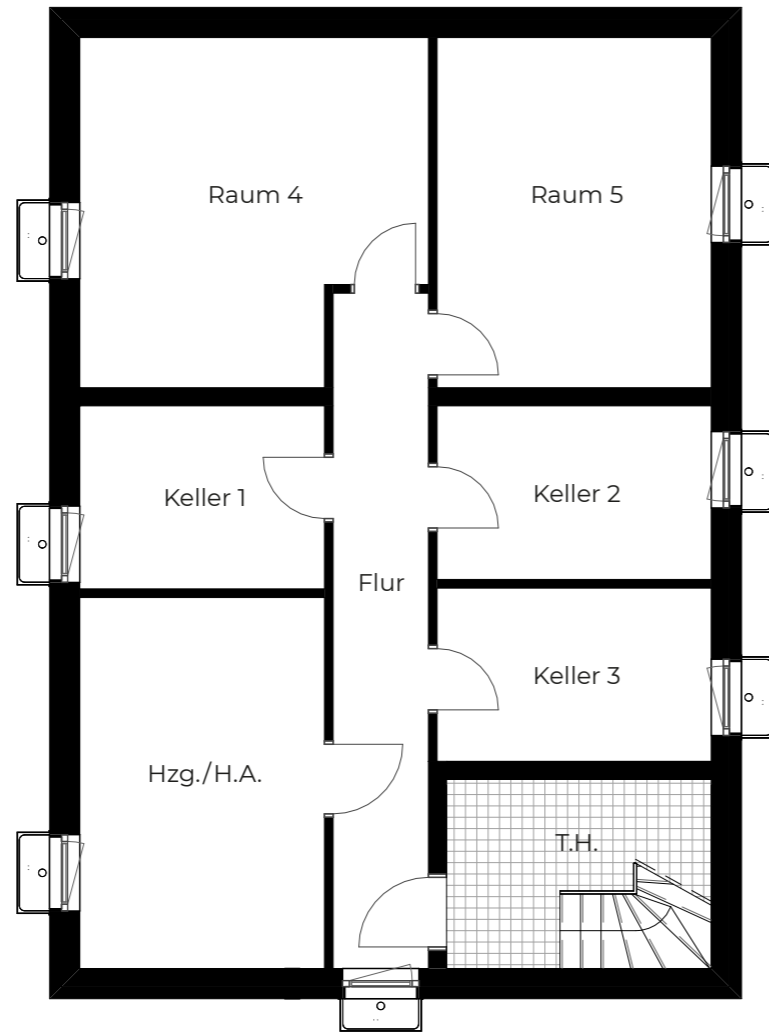 Raum 4
Raum 5
Keller 1
Keller 2
Flur
Keller 3
Hzg./H.A.
T.H.